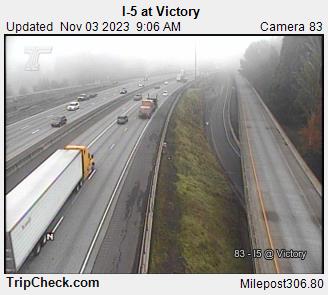 I-5 at Victory
Updated Nov 03 2023 9:06 AM Camera 83
N
83 - I5 @ Victory
TripCheck.com Milepost306.80